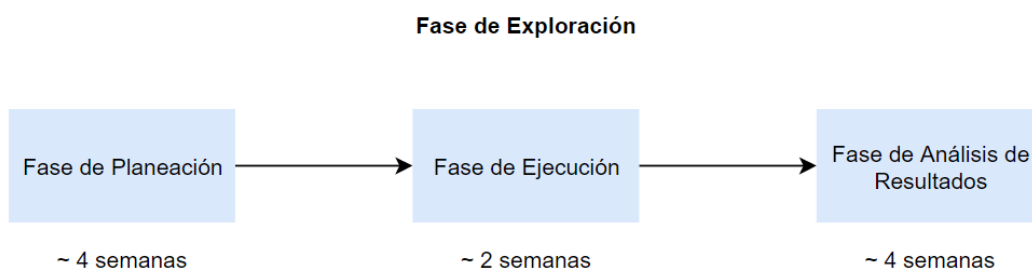 Fase de Exploración
Fase de Planeación
Fase de Ejecución
Fase de Análisis de
Resultados
~ 4 semanas
~ 2 semanas
~ 4 semanas